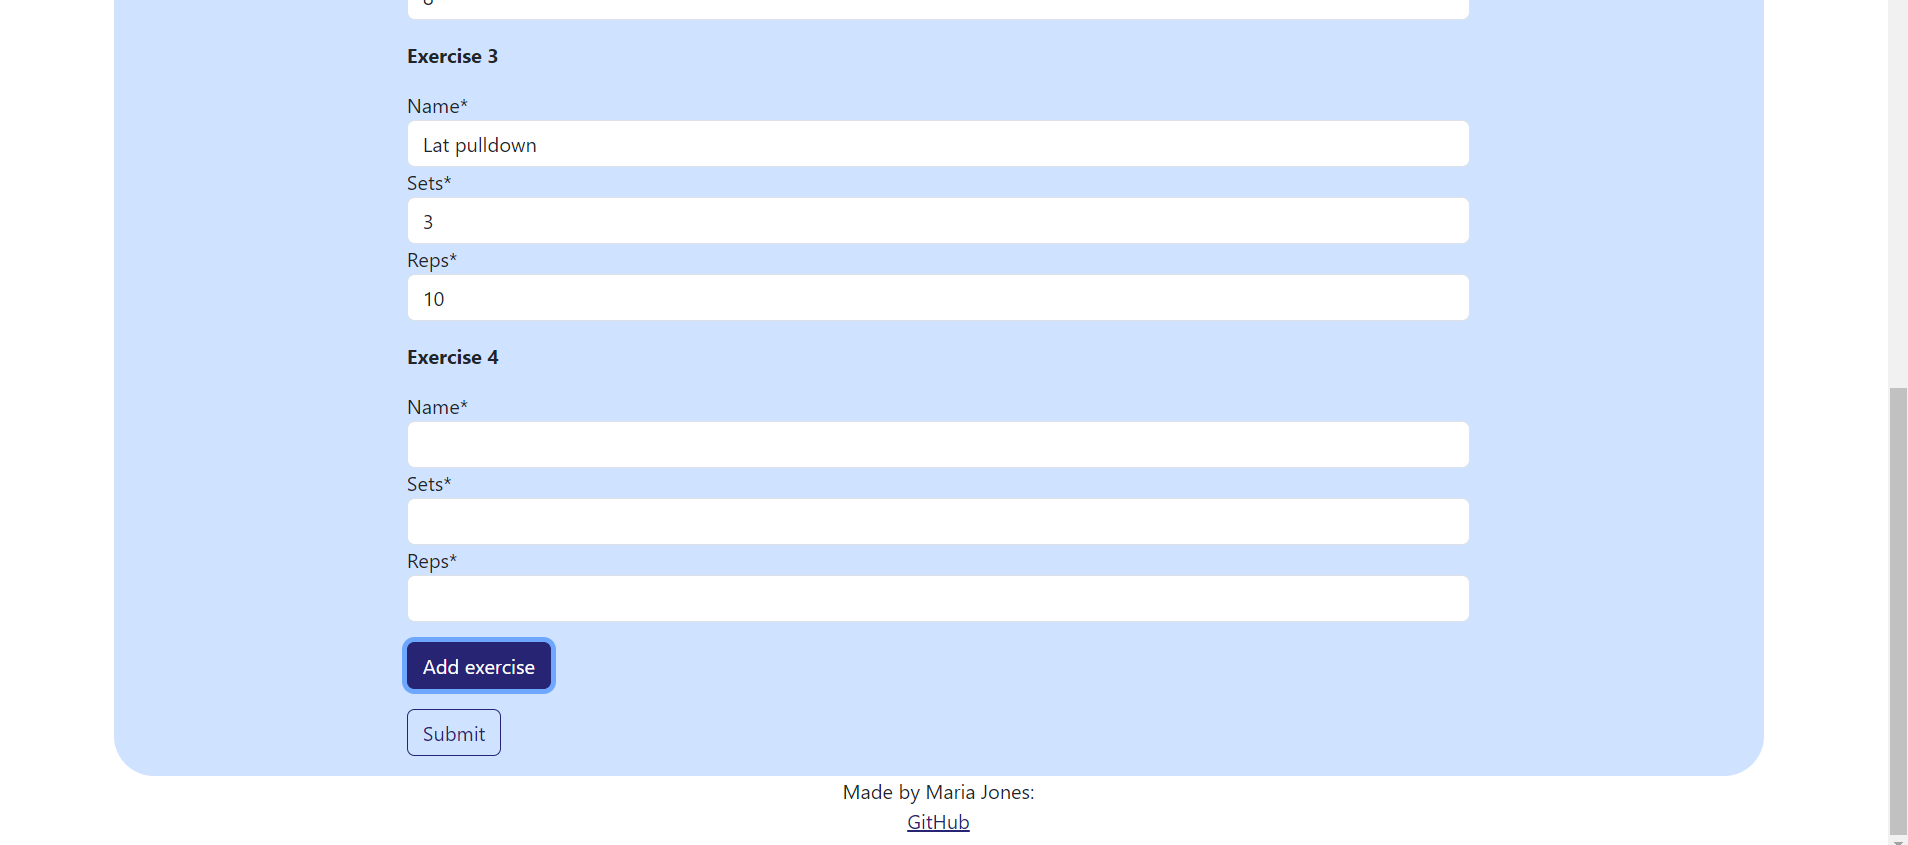 Exercise 3
Name*
Lat pulldown
Sets*
3
Reps*
10
Exercise 4
Name*
Sets*
Reps*
Add exercise
Submit
Made by Maria Jones:
GitHub